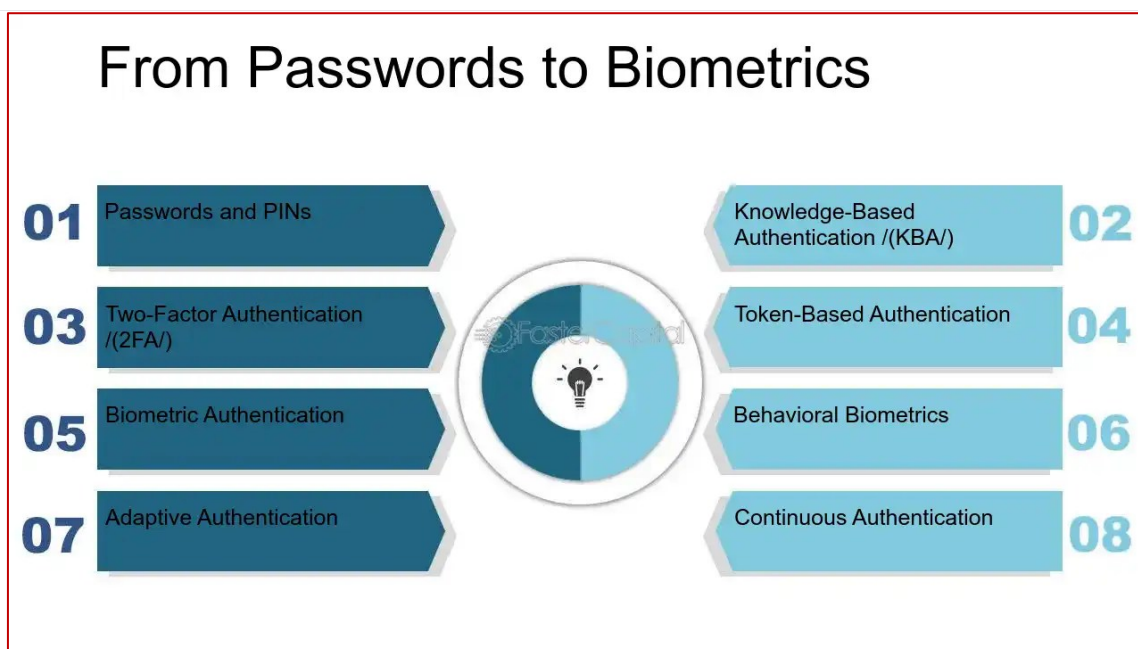 From Passwords to Biometrics
01
Passwords and PINs
02
Knowledge-Based
Authentication /(KBA/)
03
Two-Factor Authentication
/(2FA/)
04
Token-Based Authentication
FasterCapital
05
Biometric Authentication
06
Behavioral Biometrics
07
Adaptive Authentication
08
Continuous Authentication